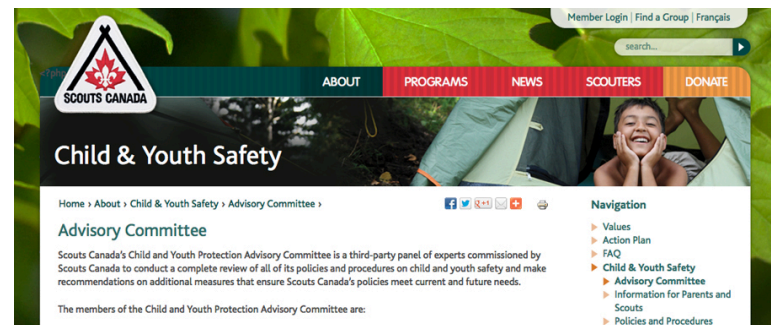 Member Login | Find a Group | Français
search...
<?php
SCOUTS CANADA
ABOUT PROGRAMS NEWS SCOUTERS DONATE
Child & Youth Safety
Home › About › Child & Youth Safety › Advisory Committee ›
+1
Advisory Committee
Scouts Canada's Child and Youth Protection Advisory Committee is a third-party panel of experts commissioned by
Scouts Canada to conduct a complete review of all of its policies and procedures on child and youth safety and make
recommendations on additional measures that ensure Scouts Canada's policies meet current and future needs.
The members of the Child and Youth Protection Advisory Committee are:
Navigation
Values
Action Plan
FAQ
Child & Youth Safety
Advisory Committee
Information for Parents and
Scouts
Policies and Procedures